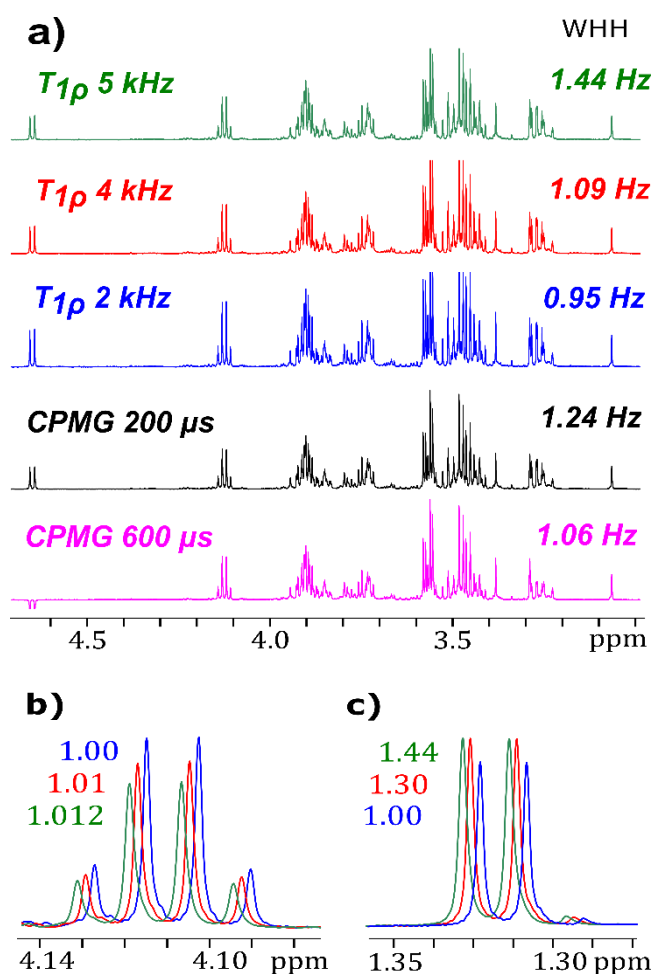 a) WHH
T1ρ 5 kHz 1.44 Hz
T1ρ 4 kHz 1.09 Hz
T1ρ 2 kHz 0.95 Hz
CPMG 200 µs 1.24 Hz
CPMG 600 µs 1.06 Hz
4.5 4.0 3.5 ppm
b) c)
1.00 1.44
1.01 1.30
1.012 1.00
4.14 4.10 ppm 1.35 1.30 ppm